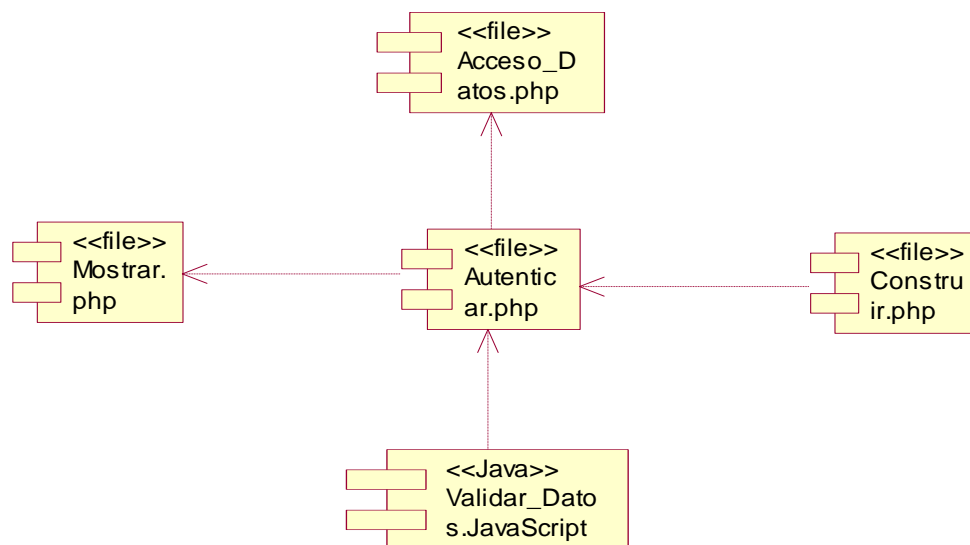 <<file>>
Acceso_D
atos.php
<<file>>
Mostrar.
php
<<file>>
Autentic
ar.php
<<file>>
Constru
ir.php
<<Java>>
Validar_Dato
s.JavaScript